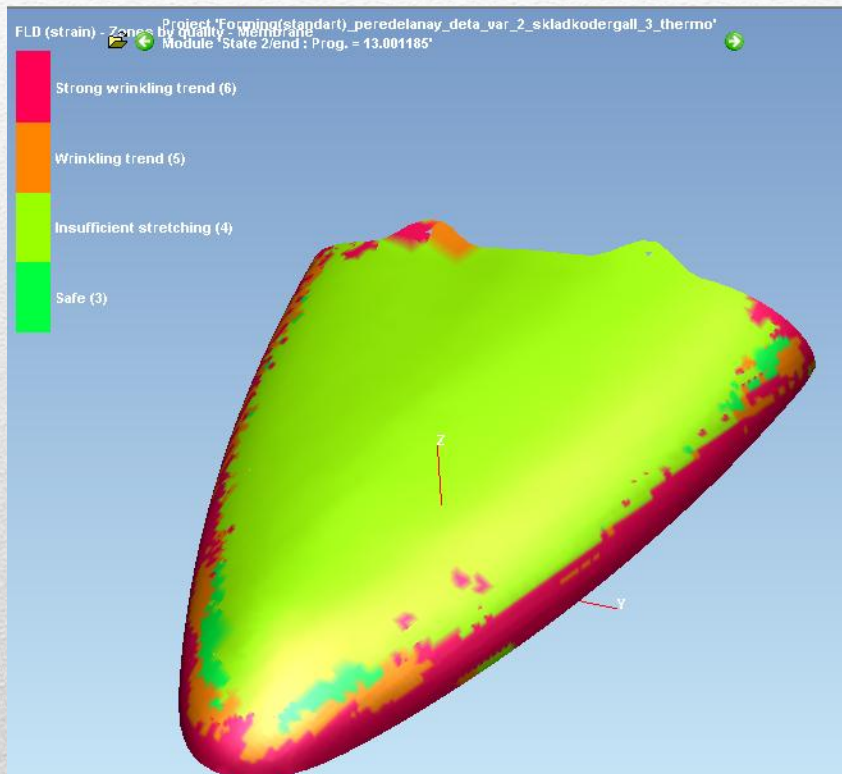 Project 'Forming(standart)_peredelanay_deta_var_2_skladkodergall_3_thermo'
FLD (strain) - Zones by quality - Membrane
Module 'State 2/end : Prog. = 13.001185'
Strong wrinkling trend (6)
Wrinkling trend (5)
Insufficient stretching (4)
Safe (3)
Z
Y